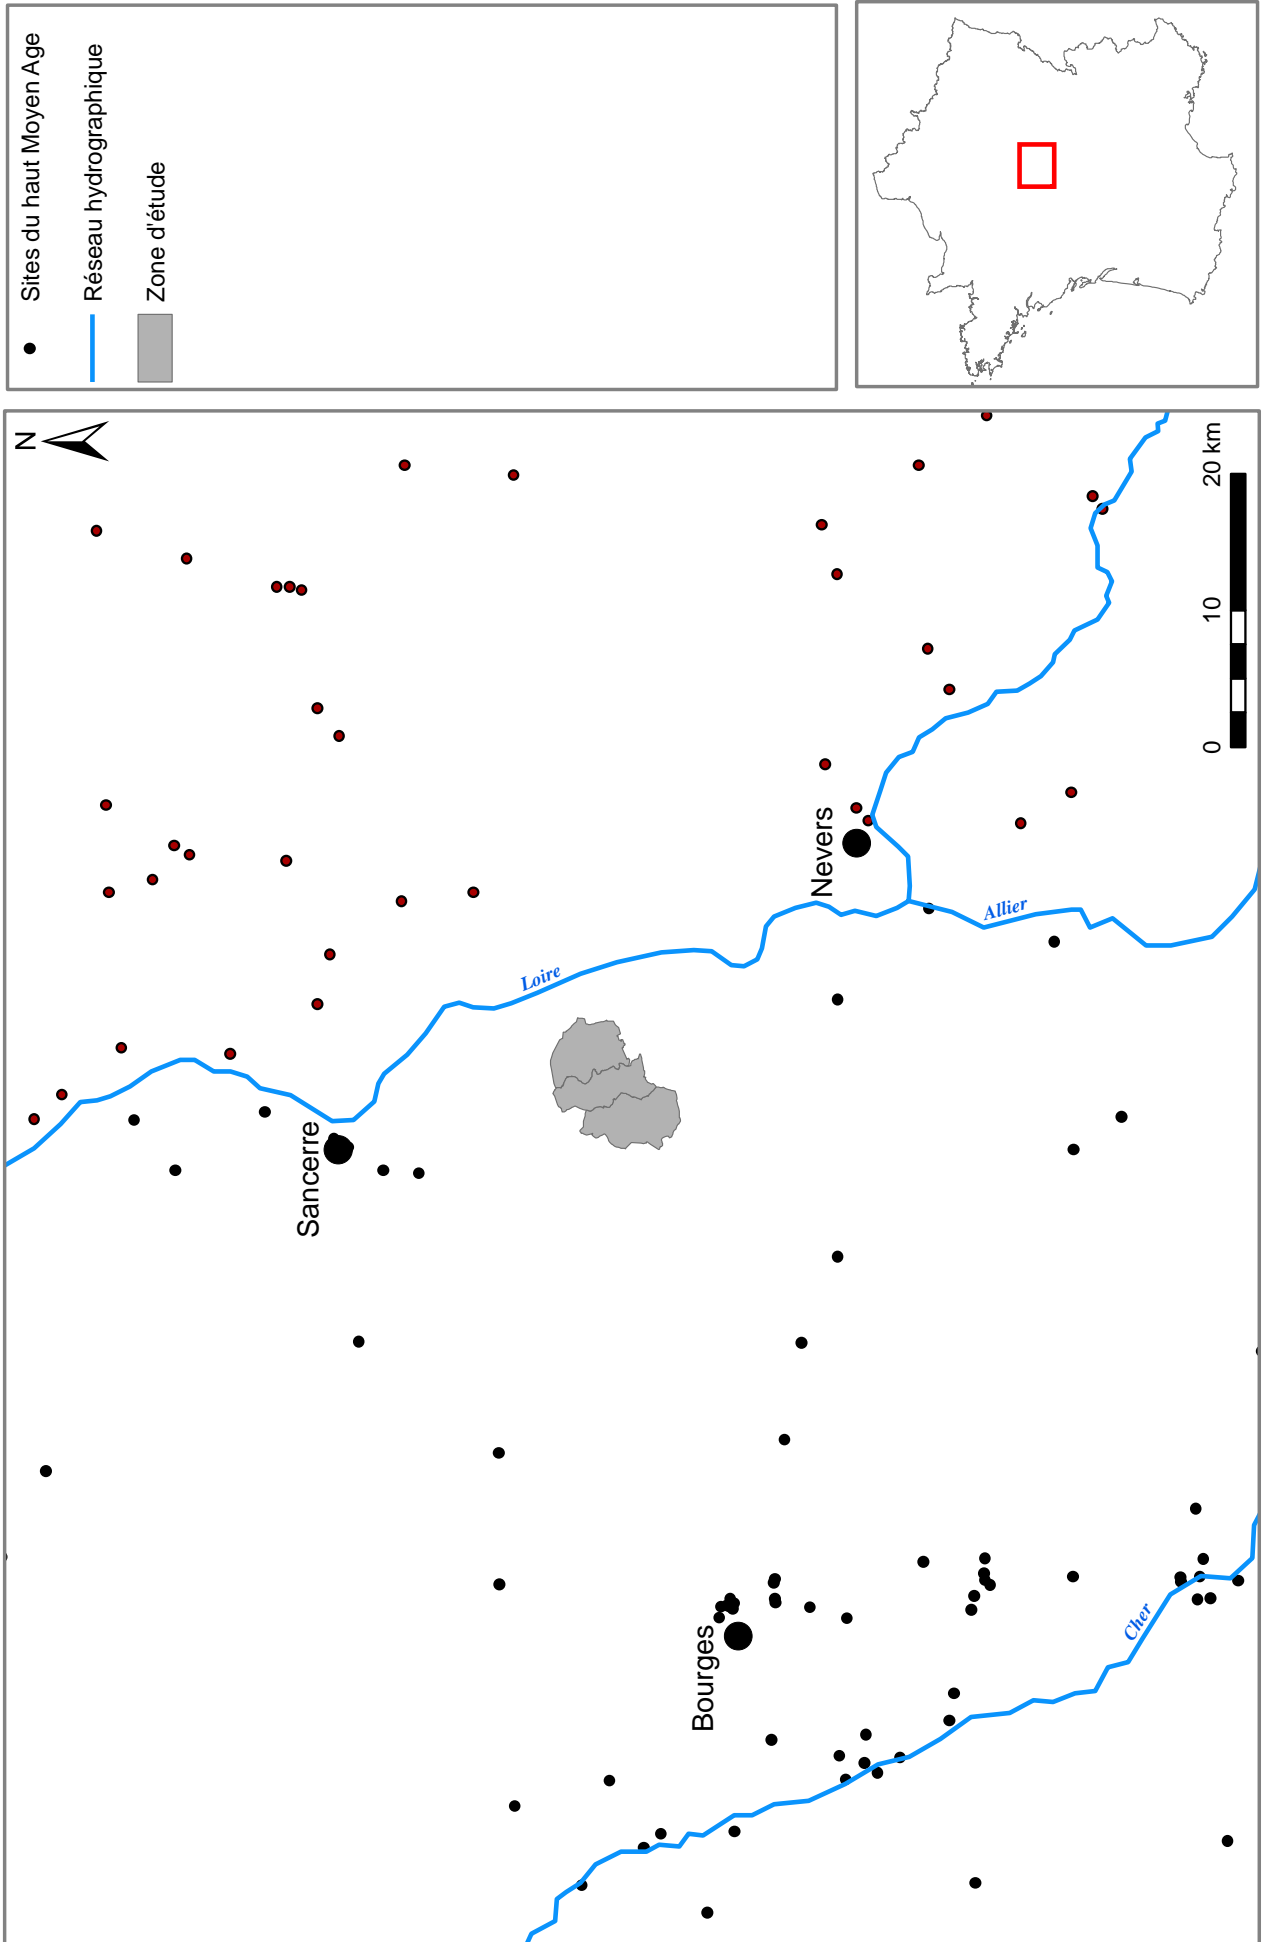 Sites du haut Moyen Age
Réseau hydrographique
Zone d'étude
N
Sancerre
Loire
Nevers
Allier
Bourges
Cher
0 10 20 km